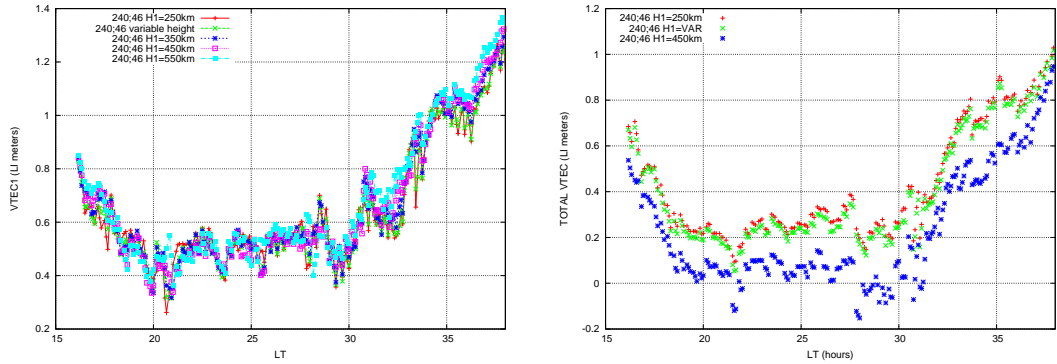 240;46 H1=250km
240;46 variable height
240;46 H1=350km
240;46 H1=450km
240;46 H1=550km
1.4
1.2
1
0.8
0.6
0.4
0.2
VTEC1 (LI meters)
15
20
25
30
35
LT
240;46 H1=250km
240;46 H1=VAR
240;46 H1=450km
1.2
1
0.8
0.6
0.4
0.2
0
-0.2
TOTAL VTEC (LI meters)
15
20
25
30
35
LT (hours)